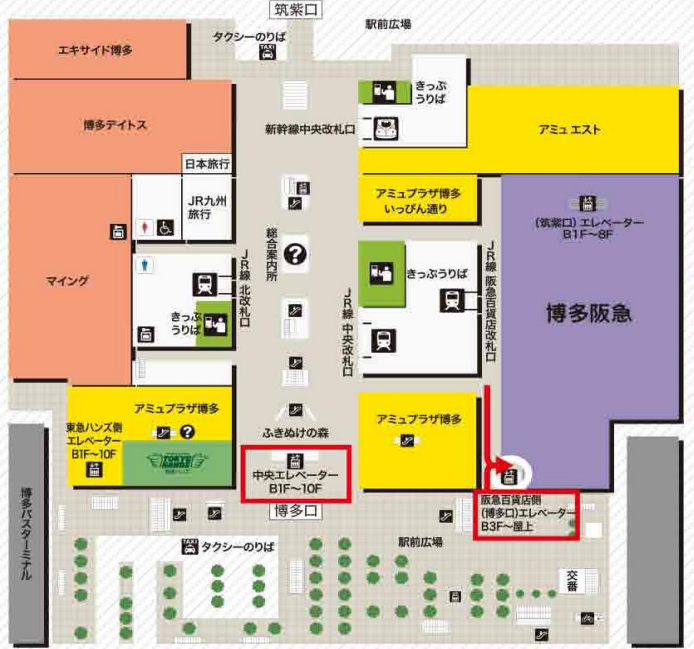 筑紫口
駅前広場
タクシーのりば
TAXI
エキサイド博多
きっぷ
うりば
博多デイトス
新幹線中央改札口
アミュエスト
日本旅行
JR九州
旅行
アミュプラザ博多
いっぴん通り
(筑紫口)エレベーター
B1F~8F
マイング
総合案内所
?
JR線 北改札口
きっぷ
うりば
JR線 中央改札口
きっぷうりば
JR線 阪急百貨店改札口
博多阪急
アミュプラザ博多
?
東急ハンズ側
エレベーター
B1F~10F
TOKYU
HANDS
ふきぬけの森
アミュプラザ博多
中央エレベーター
B1F~10F
博多口
阪急百貨店側
(博多口)エレベーター
B3F~屋上
博多バスターミナル
TAXI
タクシーのりば
駅前広場
交番